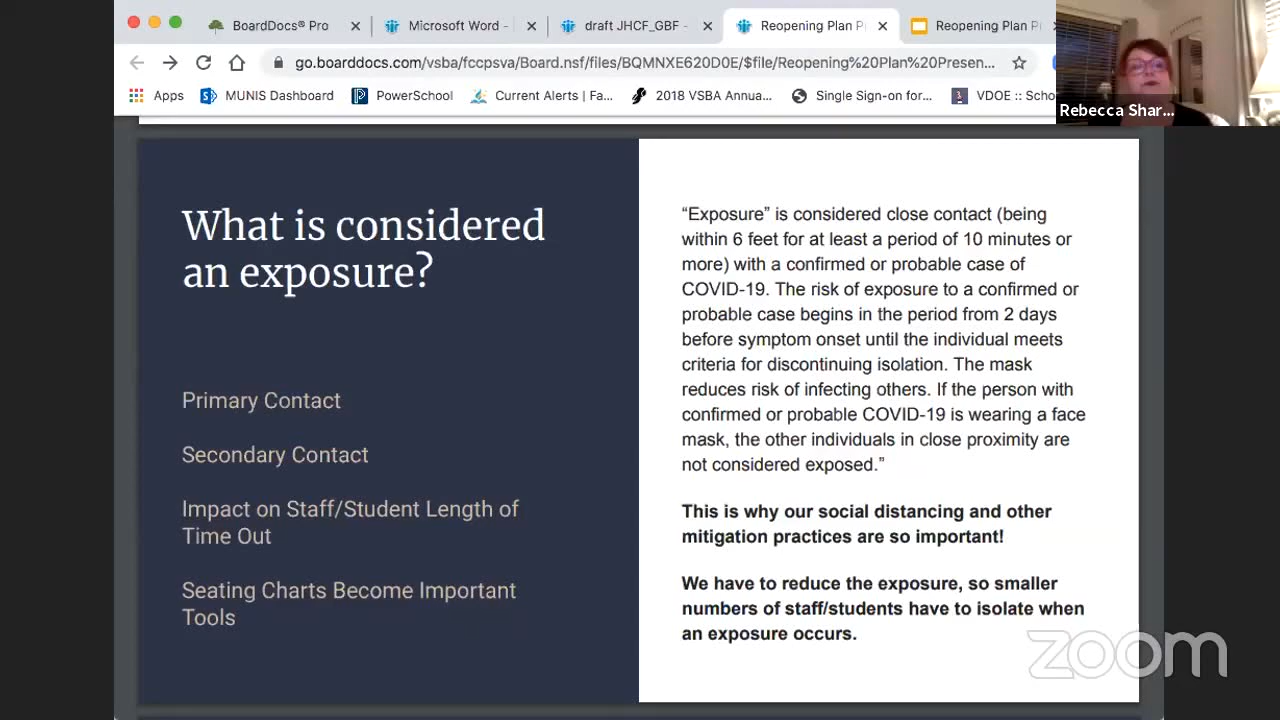 BoardDocs® Pro
Microsoft Word -
draft JHCF_GBF -
Reopening Plan P
Reopening Plan P
go.boarddocs.com/vsba/fccpsva/Board.nsf/files/BQMNXE620D0E/$file/Reopening%20Plan%20Presen...
Apps
MUNIS Dashboard
PowerSchool
Current Alerts | Fa...
2018 VSBA Annua...
Single Sign-on for...
VDOE :: Scho
Rebecca Shar...
What is considered
an exposure?
Primary Contact
Secondary Contact
Impact on Staff/Student Length of
Time Out
Seating Charts Become Important
Tools
“Exposure” is considered close contact (being
within 6 feet for at least a period of 10 minutes or
more) with a confirmed or probable case of
COVID-19. The risk of exposure to a confirmed or
probable case begins in the period from 2 days
before symptom onset until the individual meets
criteria for discontinuing isolation. The mask
reduces risk of infecting others. If the person with
confirmed or probable COVID-19 is wearing a face
mask, the other individuals in close proximity are
not considered exposed.”
This is why our social distancing and other
mitigation practices are so important!
We have to reduce the exposure, so smaller
numbers of staff/students have to isolate when
an exposure occurs.
zoom